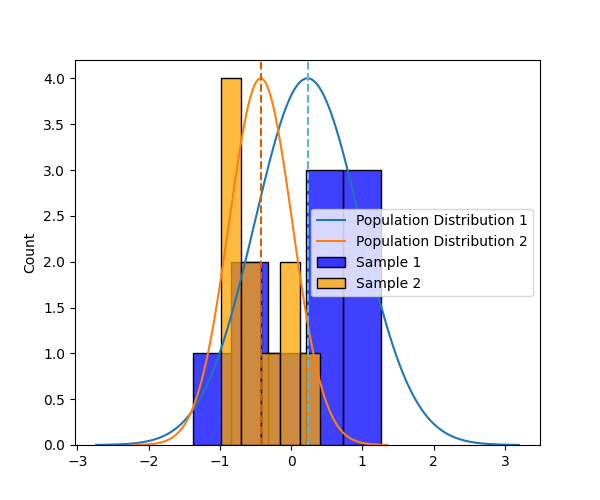 4.0
3.5
3.0
2.5
2.0
1.5
1.0
0.5
0.0
Count
Population Distribution 1
Population Distribution 2
Sample 1
Sample 2
−3 −2 −1 0 1 2 3